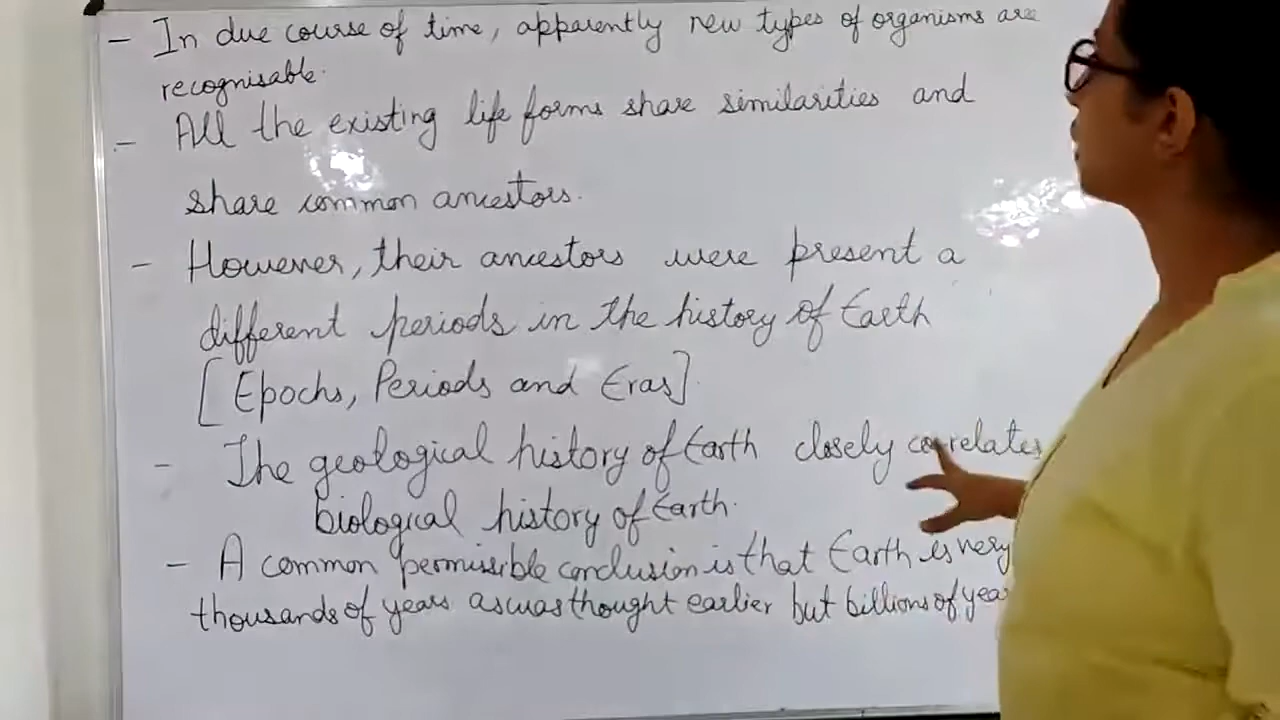 - In due course of time, apparently new types of organisms are
recognisable.
- All the existing life forms share similarities and
share common ancestors.
- However, their ancestors were present a
different periods in the history of Earth
[Epochs, Periods and Eras].
- The geological history of Earth closely correlates
biological history of Earth.
- A common permissible conclusion is that Earth is very
thousands of years as was thought earlier but billions of year